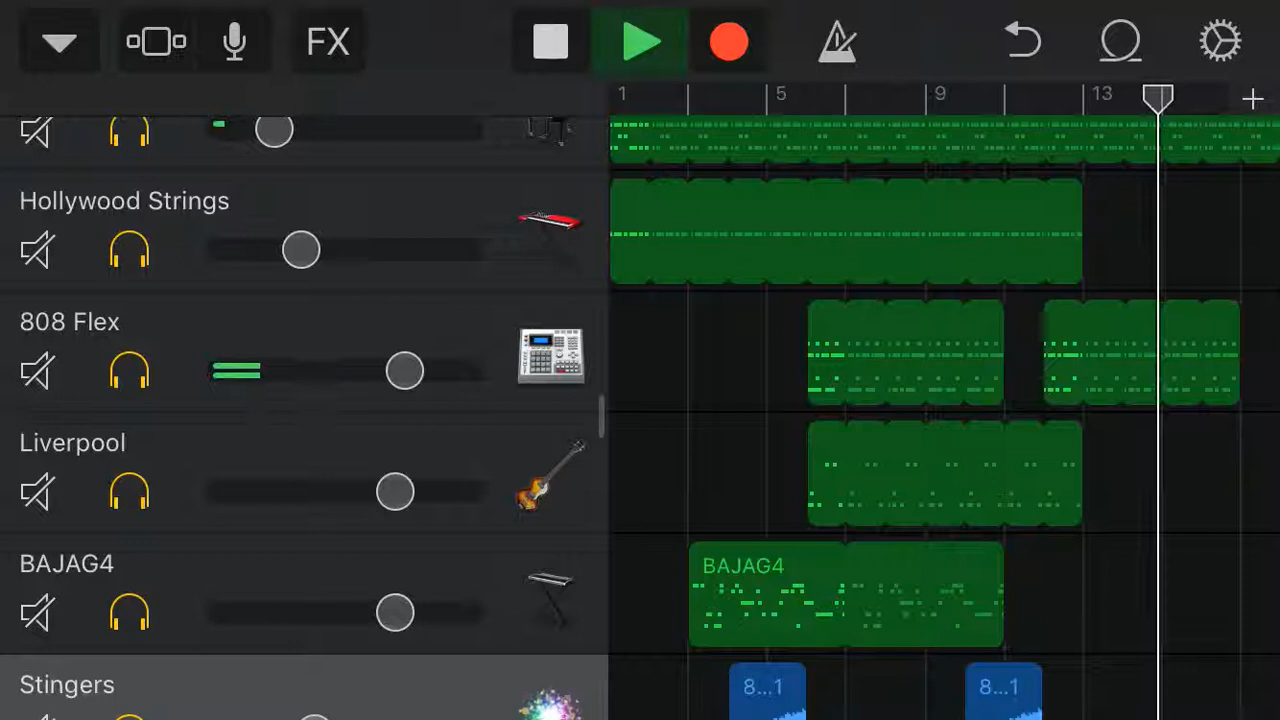 FX
1 5 9 13
Hollywood Strings
808 Flex
Liverpool
BAJAG4
BAJAG4
Stingers
8...1 8...1